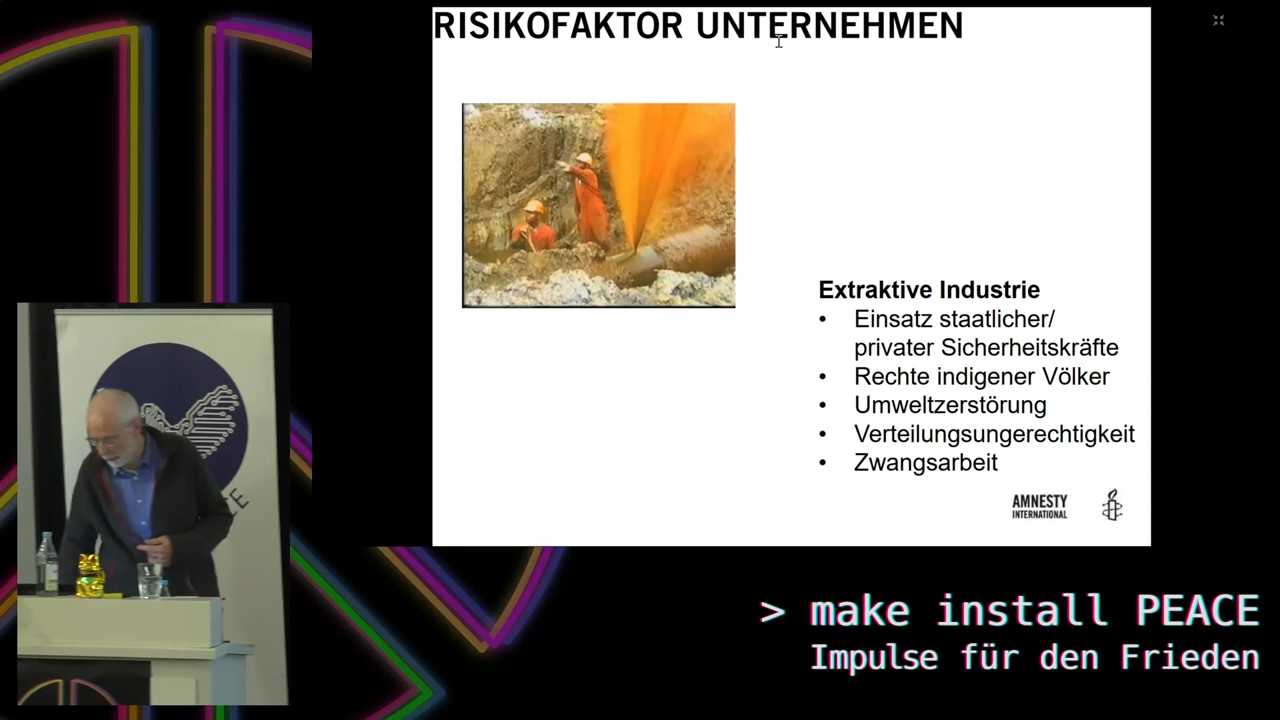 RISIKOFAKTOR UNTERNEHMEN
Extraktive Industrie
• Einsatz staatlicher/
privater Sicherheitskräfte
• Rechte indigener Völker
• Umweltzerstörung
• Verteilungsungerechtigkeit
• Zwangsarbeit
AMNESTY
INTERNATIONAL
> make install PEACE
Impulse für den Frieden